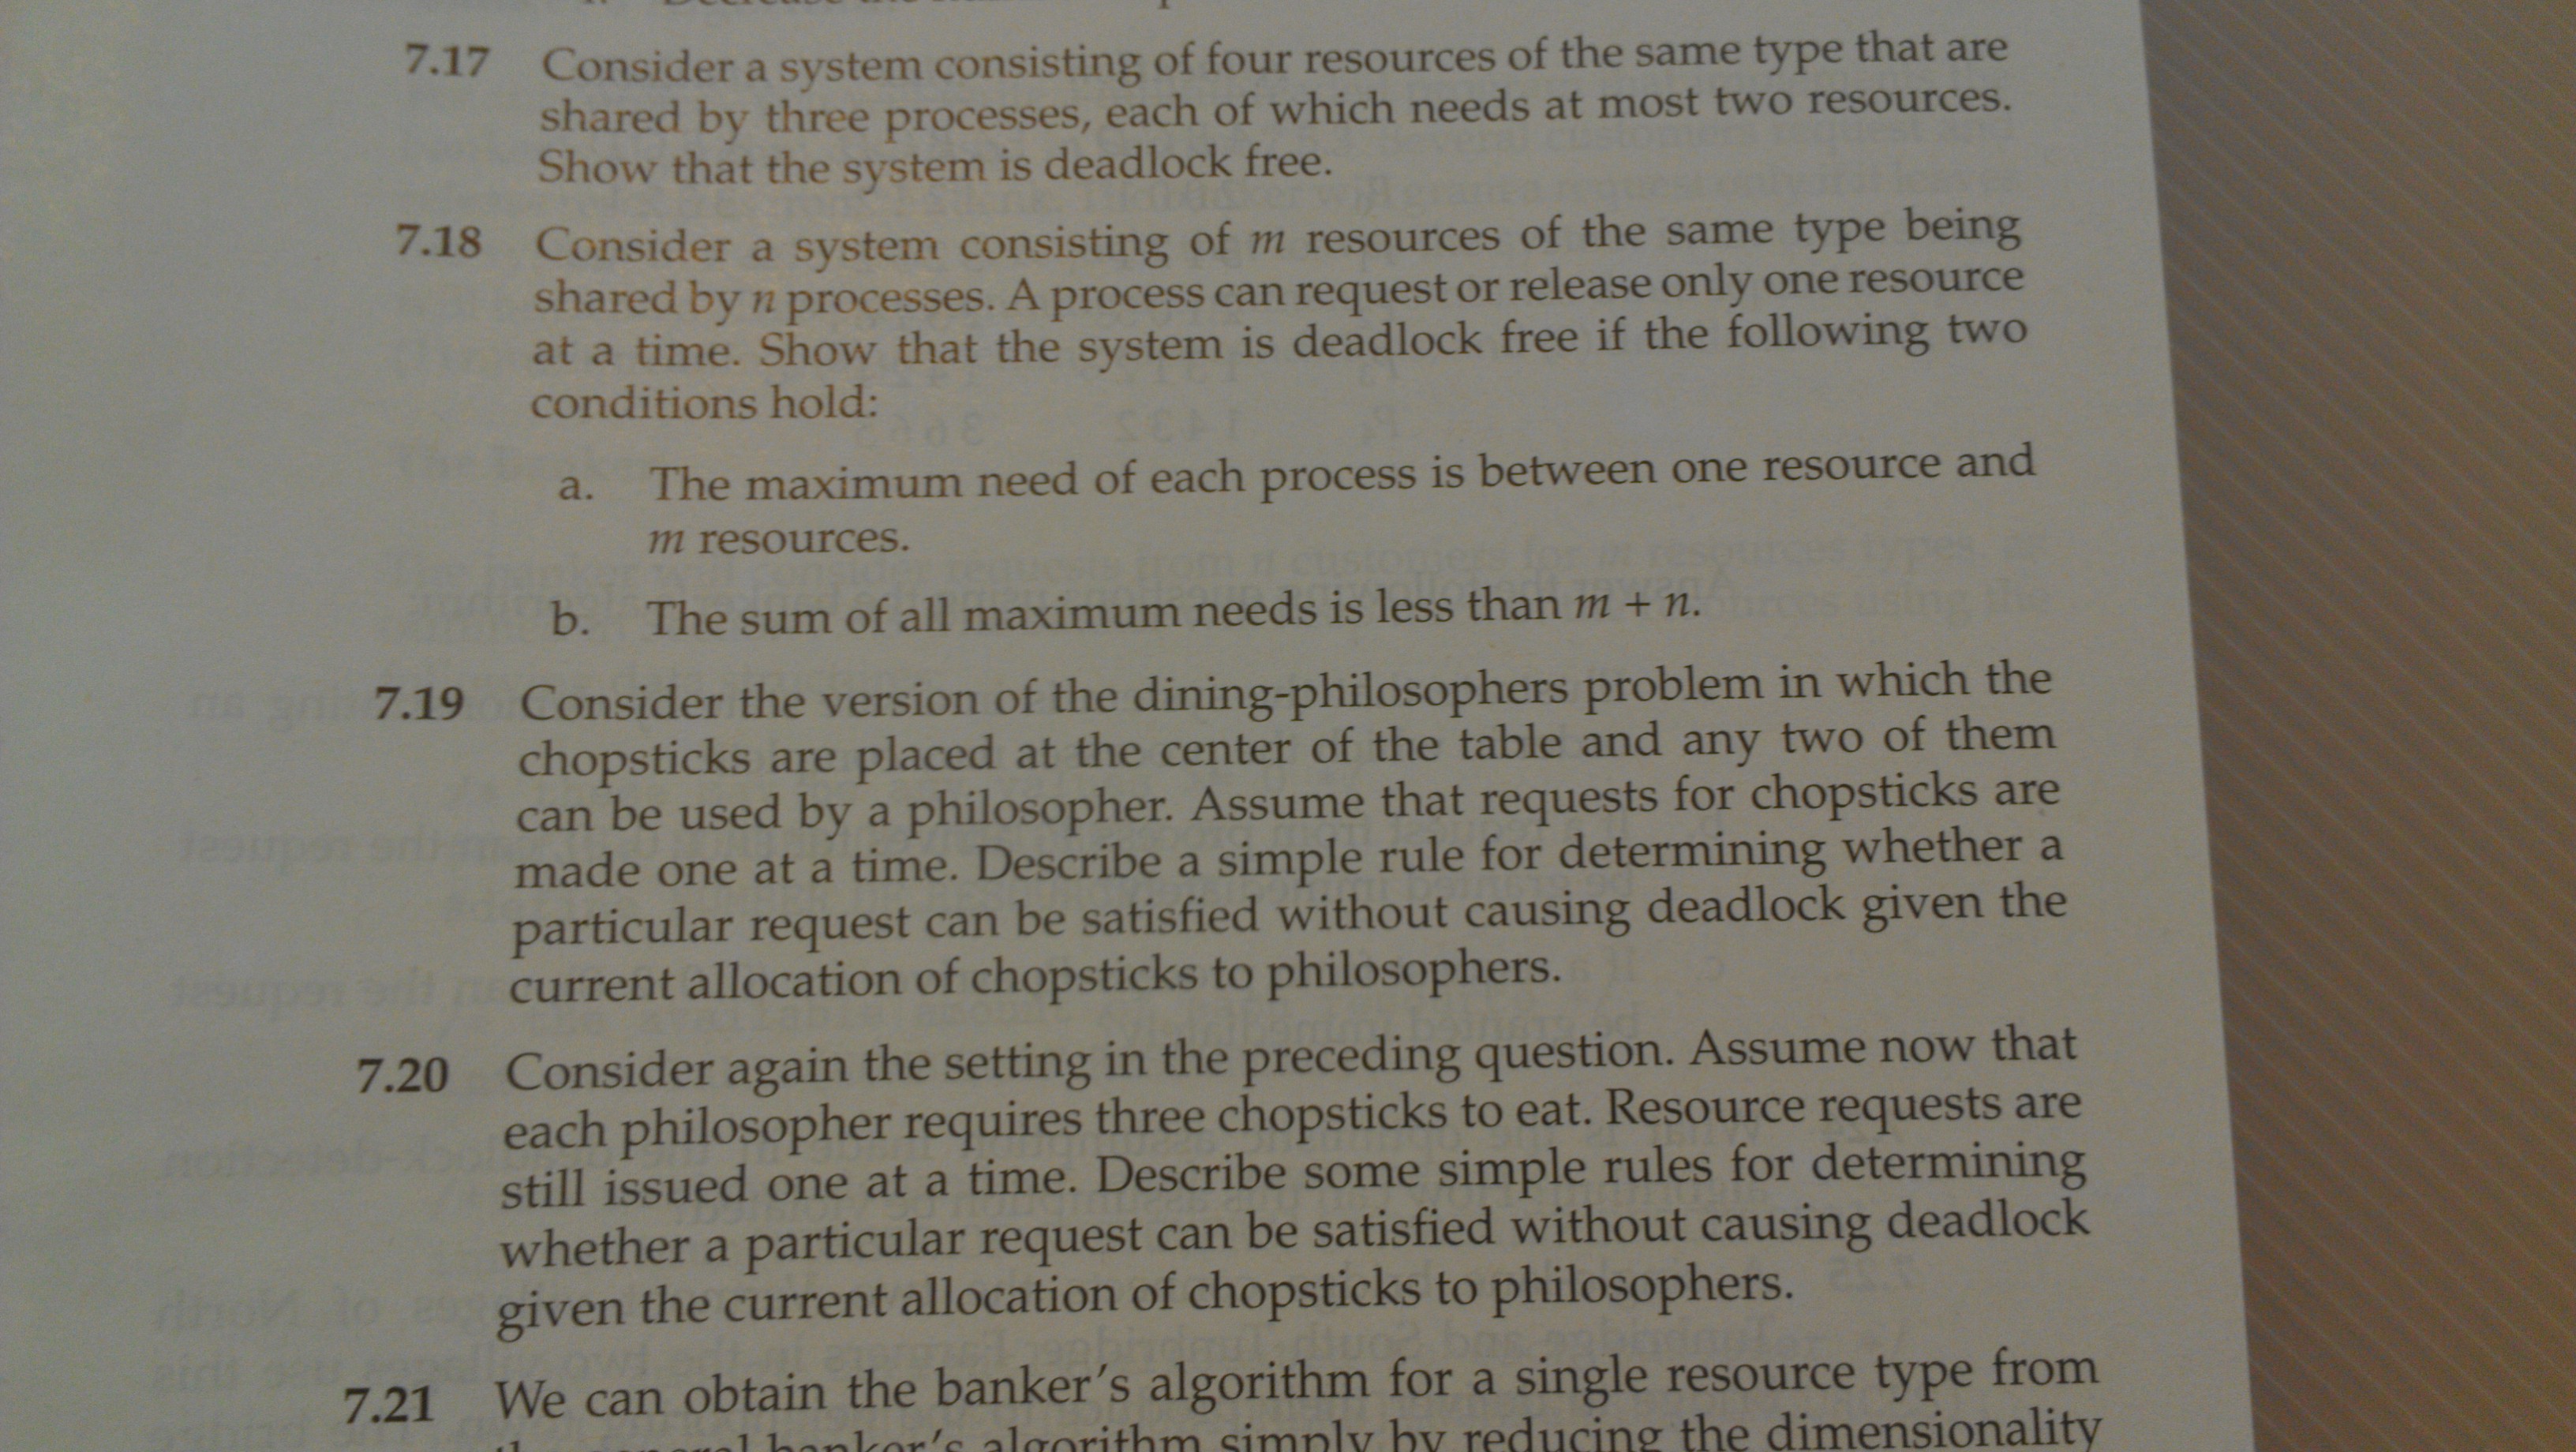 7.17 Consider a system consisting of four resources of the same type that are
shared by three processes, each of which needs at most two resources.
Show that the system is deadlock free.
7.18 Consider a system consisting of m resources of the same type being
shared by n processes. A process can request or release only one resource
at a time. Show that the system is deadlock free if the following two
conditions hold:
a. The maximum need of each process is between one resource and
m resources.
b. The sum of all maximum needs is less than m + n.
7.19 Consider the version of the dining-philosophers problem in which the
chopsticks are placed at the center of the table and any two of them
can be used by a philosopher. Assume that requests for chopsticks are
made one at a time. Describe a simple rule for determining whether a
particular request can be satisfied without causing deadlock given the
current allocation of chopsticks to philosophers.
7.20 Consider again the setting in the preceding question. Assume now that
each philosopher requires three chopsticks to eat. Resource requests are
still issued one at a time. Describe some simple rules for determining
whether a particular request can be satisfied without causing deadlock
given the current allocation of chopsticks to philosophers.
7.21 We can obtain the banker's algorithm for a single resource type from
general banker's algorithm simply by reducing the dimensionality